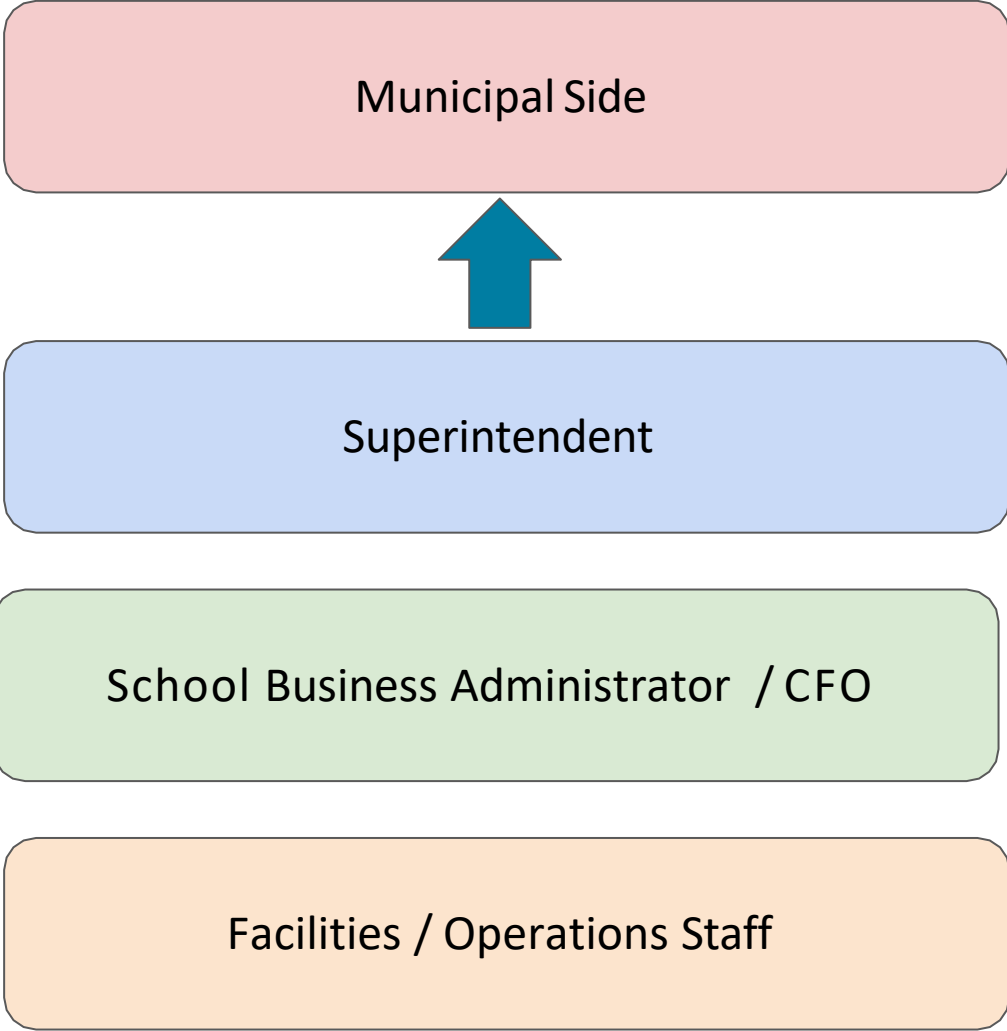 Municipal Side
Superintendent
School Business Administrator / CFO
Facilities / Operations Staff